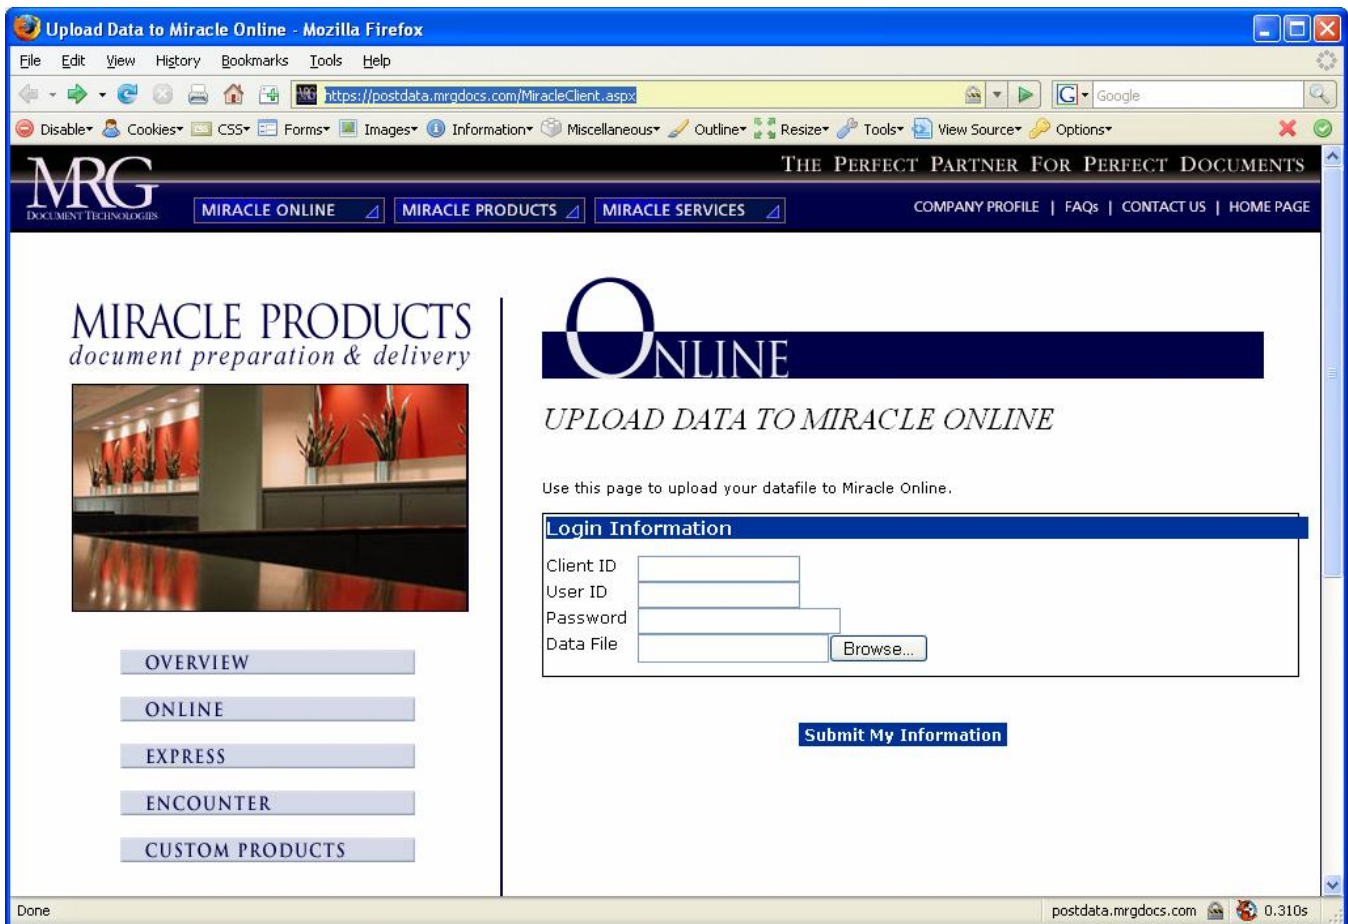 Upload Data to Miracle Online - Mozilla Firefox
File Edit View History Bookmarks Tools Help
MRG https://postdata.mrgdocs.com/MiracleClient.aspx G Google
Disable Cookies CSS Forms Images Information Miscellaneous Outline Resize Tools View Source Options
THE PERFECT PARTNER FOR PERFECT DOCUMENTS
MRG
DOCUMENT TECHNOLOGIES
MIRACLE ONLINE MIRACLE PRODUCTS MIRACLE SERVICES COMPANY PROFILE | FAQs | CONTACT US | HOME PAGE
MIRACLE PRODUCTS
document preparation & delivery
ONLINE
UPLOAD DATA TO MIRACLE ONLINE
Use this page to upload your datafile to Miracle Online.
Login Information
Client ID
User ID
Password
Data File Browse...
Submit My Information
OVERVIEW
ONLINE
EXPRESS
ENCOUNTER
CUSTOM PRODUCTS
Done postdata.mrgdocs.com 0.310s